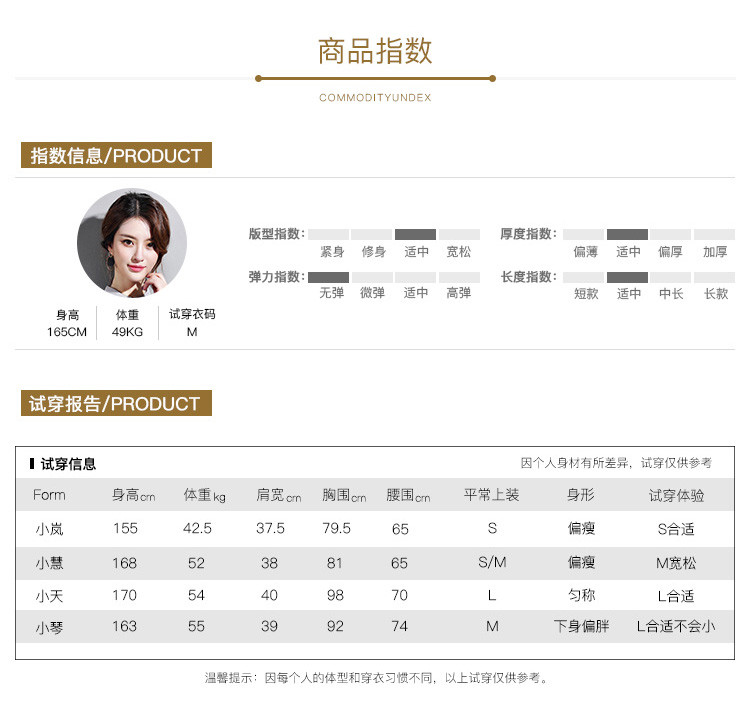 商品指数
COMMODITYUNDEX
指数信息/PRODUCT
版型指数: 紧身 修身 适中 宽松
厚度指数: 偏薄 适中 偏厚 加厚
弹力指数: 无弹 微弹 适中 高弹
长度指数: 短款 适中 中长 长款
身高 体重 试穿衣码
165CM 49KG M
试穿报告/PRODUCT
试穿信息 因个人身材有所差异，试穿仅供参考
Form 身高cm 体重kg 肩宽cm 胸围cm 腰围cm 平常上装 身形 试穿体验
小岚 155 42.5 37.5 79.5 65 S 偏瘦 S合适
小慧 168 52 38 81 65 S/M 偏瘦 M宽松
小天 170 54 40 98 70 L 匀称 L合适
小琴 163 55 39 92 74 M 下身偏胖 L合适不会小
温馨提示：因每个人的体型和穿衣习惯不同，以上试穿仅供参考。